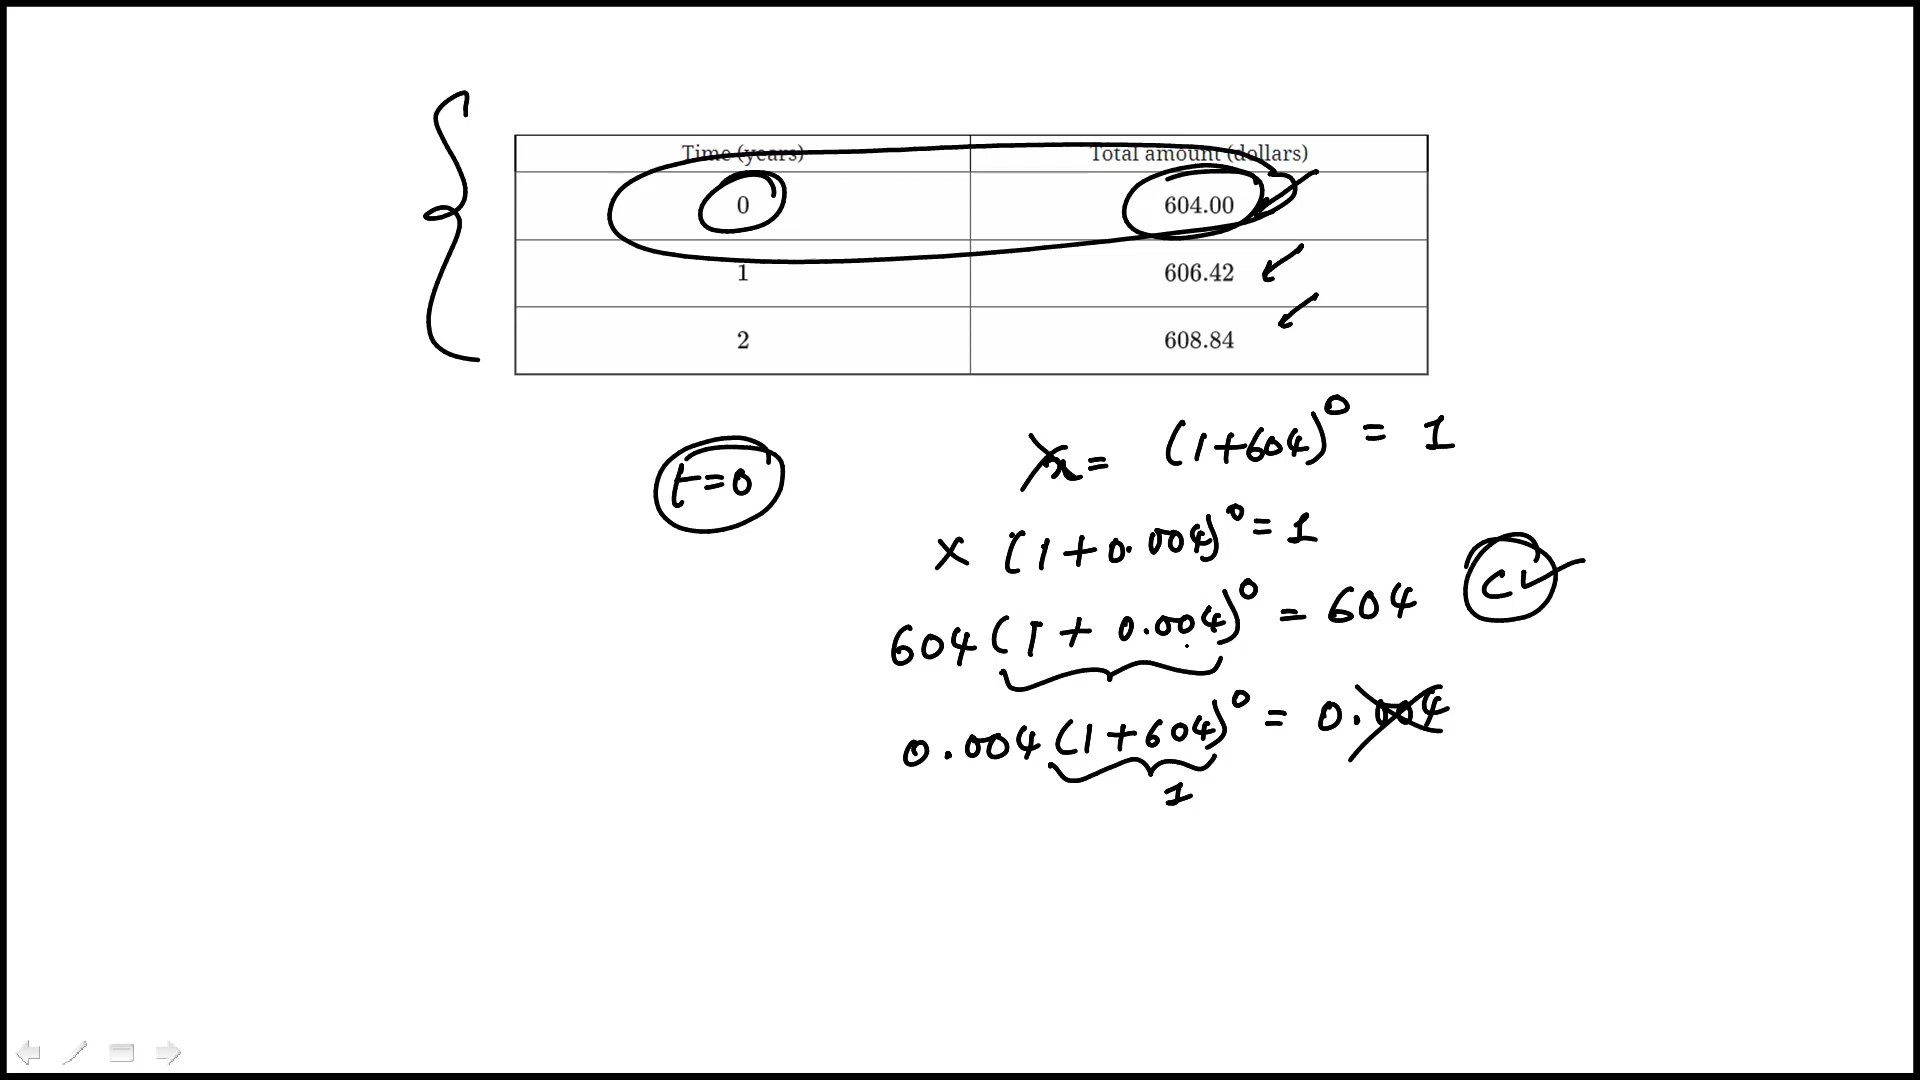 Time (years) Total amount (dollars)
0 604.00
1 606.42
2 608.84
t=0
x = (1+604)^0 = 1
x (1+0.004)^0 = 1
604(1+0.004)^0 = 604
0.004(1+604)^0 = 0.004
1